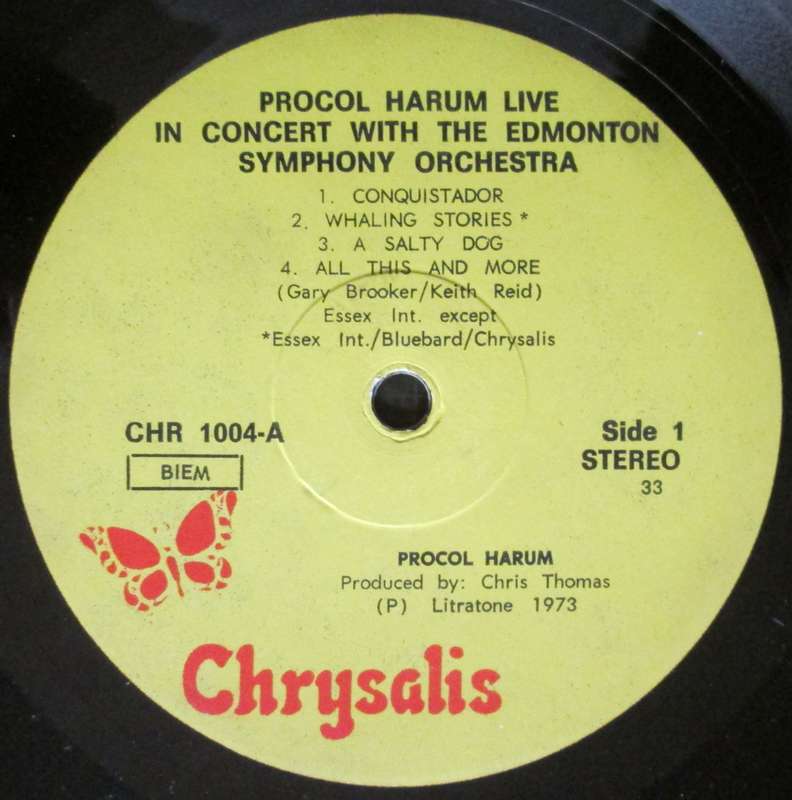 PROCOL HARUM LIVE
IN CONCERT WITH THE EDMONTON
SYMPHONY ORCHESTRA
1. CONQUISTADOR
2. WHALING STORIES *
3. A SALTY DOG
4. ALL THIS AND MORE
(Gary Brooker/Keith Reid)
Essex Int. except
*Essex Int./Bluebard/Chrysalis
CHR 1004-A
BIEM
Side 1
STEREO
33
PROCOL HARUM
Produced by: Chris Thomas
(P) Litratone 1973
Chrysalis